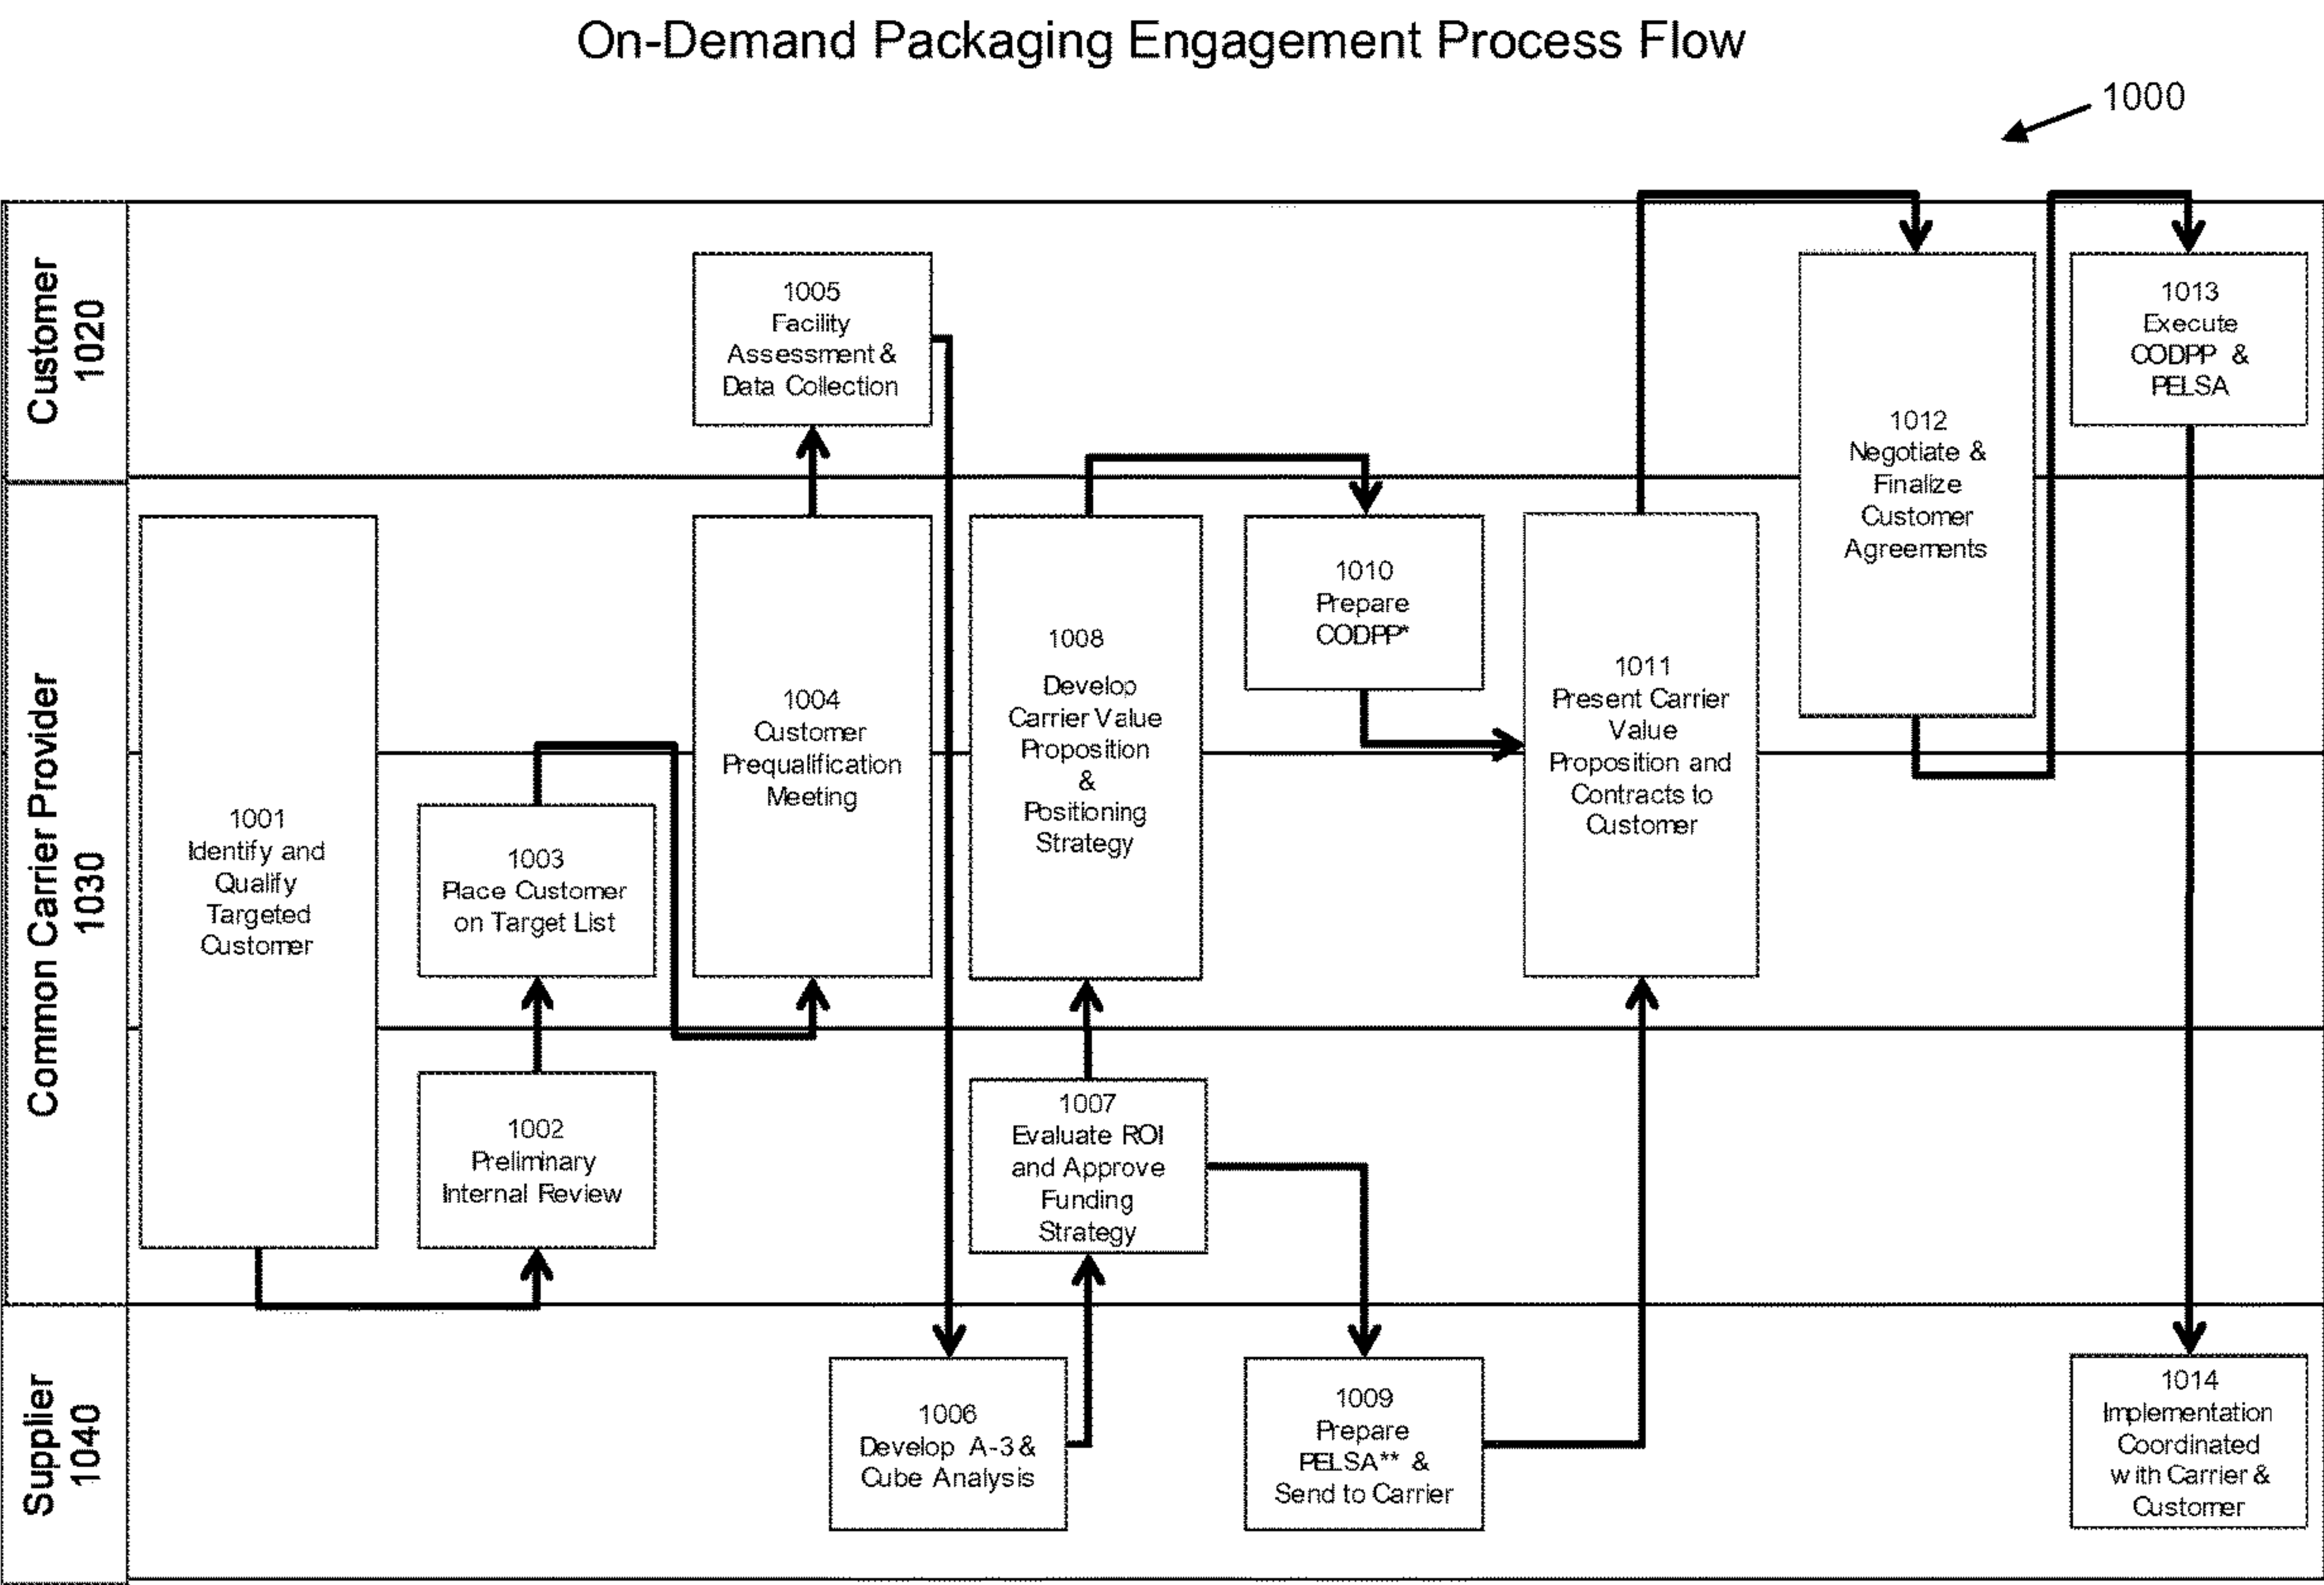 On-Demand Packaging Engagement Process Flow
1000
Customer
1020
Common Carrier Provider
1030
Supplier
1040
1001
Identify and
Qualify
Targeted
Customer
1002
Preliminary
Internal Review
1003
Place Customer
on Target List
1004
Customer
Prequalification
Meeting
1005
Facility
Assessment &
Data Collection
1006
Develop A-3 &
Cube Analysis
1007
Evaluate ROI
and Approve
Funding
Strategy
1008
Develop
Carrier Value
Proposition
&
Positioning
Strategy
1009
Prepare
PELSA** &
Send to Carrier
1010
Prepare
CODPP*
1011
Present Carrier
Value
Proposition and
Contracts to
Customer
1012
Negotiate &
Finalize
Customer
Agreements
1013
Execute
CODPP &
PELSA
1014
Implementation
Coordinated
with Carrier &
Customer